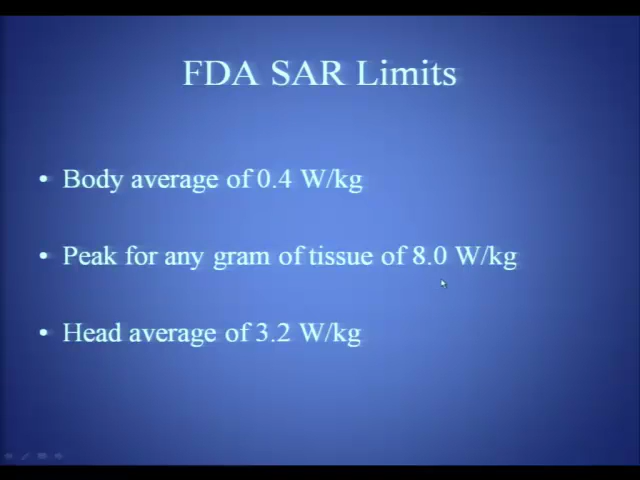 FDA SAR Limits
• Body average of 0.4 W/kg
• Peak for any gram of tissue of 8.0 W/kg
• Head average of 3.2 W/kg